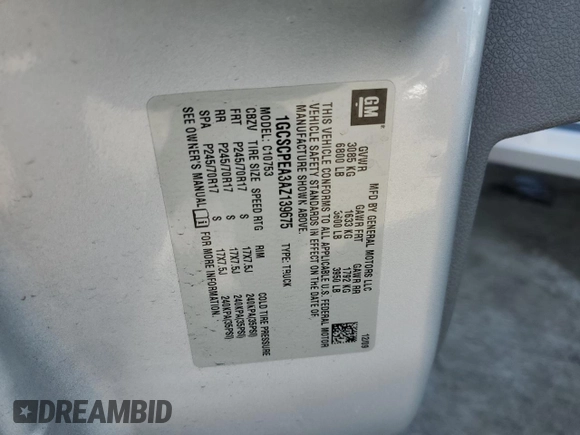 GM
MFD BY GENERAL MOTORS LLC
12/09
GVWR GAWR FRT GAWR RR
3085 KG 1633 KG 1792 KG
6800 LB 3600 LB 3950 LB
THIS VEHICLE CONFORMS TO ALL APPLICABLE U.S. FEDERAL MOTOR
VEHICLE SAFETY STANDARDS IN EFFECT ON THE DATE OF
MANUFACTURE SHOWN ABOVE.
1GCSCPEA3AZ139675 TYPE: TRUCK
C10753
CBZV TIRE SIZE SPEED RTG RIM COLD TIRE PRESSURE
FRT P245/70R17 S 17X7.5J 240KPA(35PSI)
RR P245/70R17 S 17X7.5J 240KPA(35PSI)
SPA P245/70R17 S 17X7.5J 240KPA(35PSI)
SEE OWNER'S MANUAL FOR MORE INFORMATION.
DREAMBID